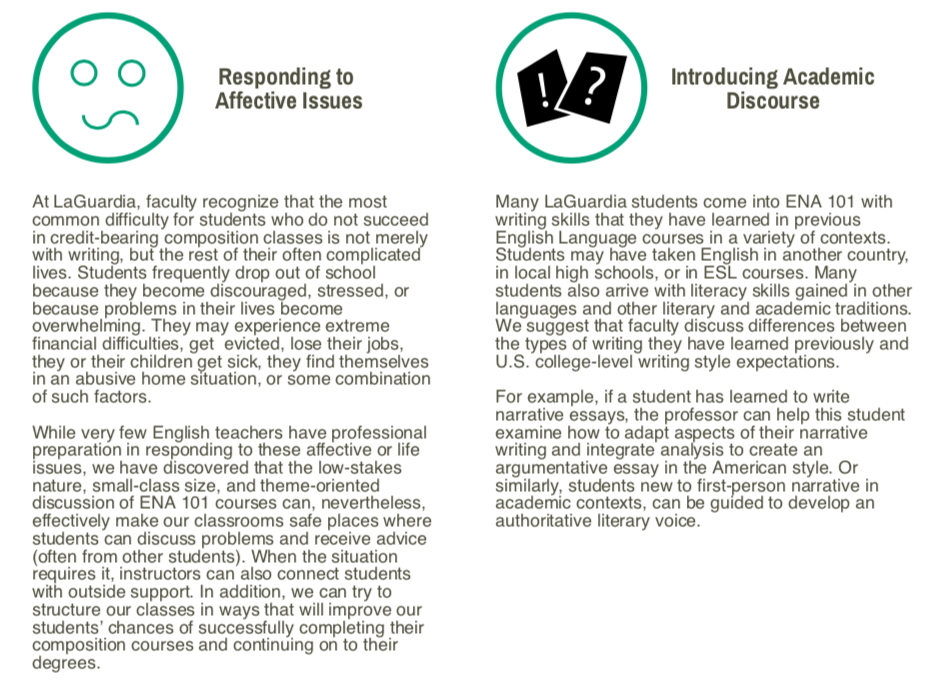 Responding to
Affective Issues
At LaGuardia, faculty recognize that the most
common difficulty for students who do not succeed
in credit-bearing composition classes is not merely
with writing, but the rest of their often complicated
lives. Students frequently drop out of school
because they become discouraged, stressed, or
because problems in their lives become
overwhelming. They may experience extreme
financial difficulties, get  evicted, lose their jobs,
they or their children get sick, they find themselves
in an abusive home situation, or some combination
of such factors.
While very few English teachers have professional
preparation in responding to these affective or life
issues, we have discovered that the low-stakes
nature, small-class size, and theme-oriented
discussion of ENA 101 courses can, nevertheless,
effectively make our classrooms safe places where
students can discuss problems and receive advice
(often from other students). When the situation
requires it, instructors can also connect students
with outside support. In addition, we can try to
structure our classes in ways that will improve our
students’ chances of successfully completing their
composition courses and continuing on to their
degrees.
! ?
Introducing Academic
Discourse
Many LaGuardia students come into ENA 101 with
writing skills that they have learned in previous
English Language courses in a variety of contexts.
Students may have taken English in another country,
in local high schools, or in ESL courses. Many
students also arrive with literacy skills gained in other
languages and other literary and academic traditions.
We suggest that faculty discuss differences between
the types of writing they have learned previously and
U.S. college-level writing style expectations.
For example, if a student has learned to write
narrative essays, the professor can help this student
examine how to adapt aspects of their narrative
writing and integrate analysis to create an
argumentative essay in the American style. Or
similarly, students new to first-person narrative in
academic contexts, can be guided to develop an
authoritative literary voice.